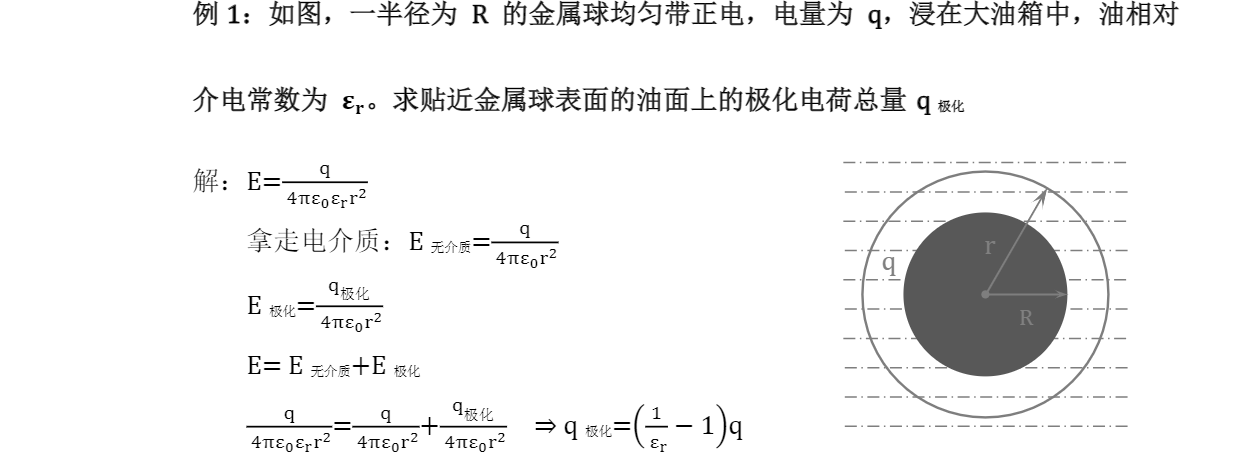 例 1：如图，一半径为 R 的金属球均匀带正电，电量为 q，浸在大油箱中，油相对
介电常数为 εᵣ。求贴近金属球表面的油面上的极化电荷总量 q 极化
解：E=q/(4πε₀εᵣr²)
拿走电介质：E 无介质=q/(4πε₀r²)
E 极化=q极化/(4πε₀r²)
E= E 无介质+E 极化
q/(4πε₀εᵣr²)=q/(4πε₀r²)+q极化/(4πε₀r²) ⇒ q 极化=(1/εᵣ − 1)q
q
r
R